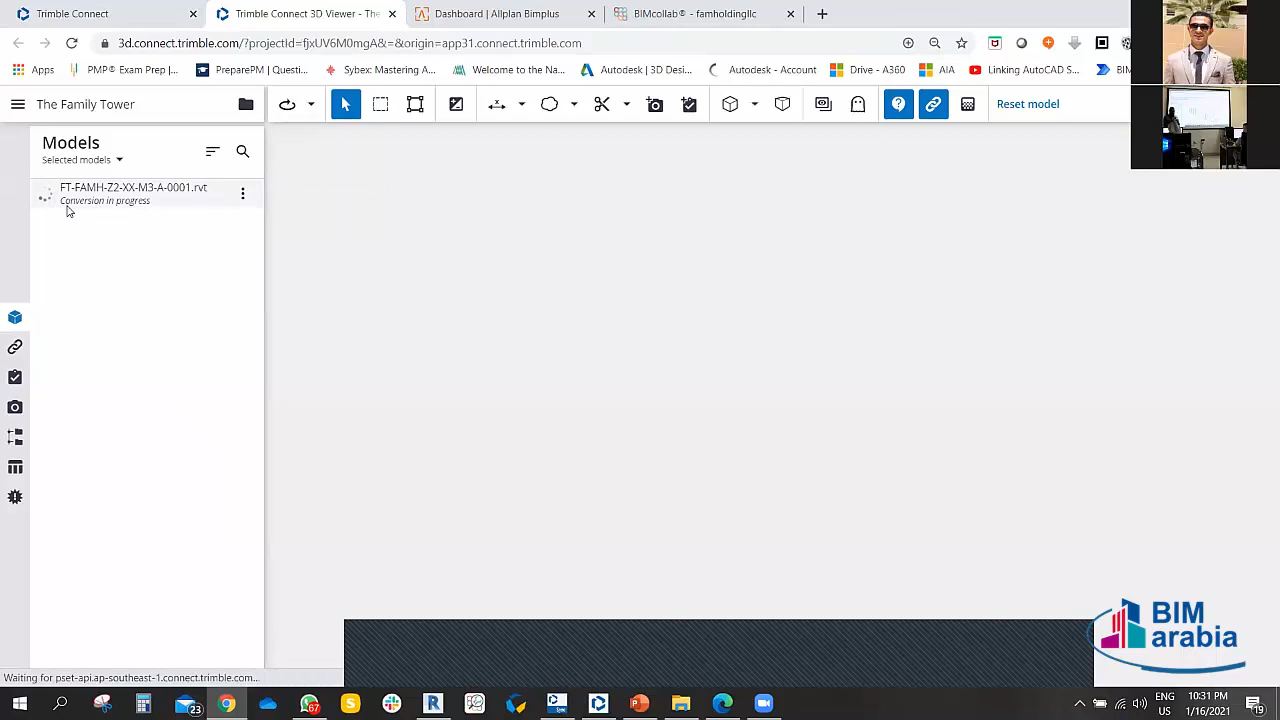 Trimble Connect
Trimble Connect 3D Viewer - The
Dashboard | Allplan Bimplus
BIMcollab® - famholdingllc
3d.connect.trimble.com/?projectId=fjxUV6M0mgA&=&origin=app31.connect.trimble.com
Apps
PMP® Exam Prep |...
PreparePM | Questi...
Sybex Mastering ...
Welcome to the Na...
Autodesk | 3D Desi...
Autodesk - Account
Drive - A360
AIA
Linking AutoCAD S...
BIM
The Family Tower
Reset model
Models
Selected models
FT-FAMH-Z2-XX-M3-A-0001.rvt
Conversion in progress
BIM
arabia
Waiting for pset-api.ap-southeast-1.connect.trimble.com...
23
67
ENG
US
10:31 PM
1/16/2021
19